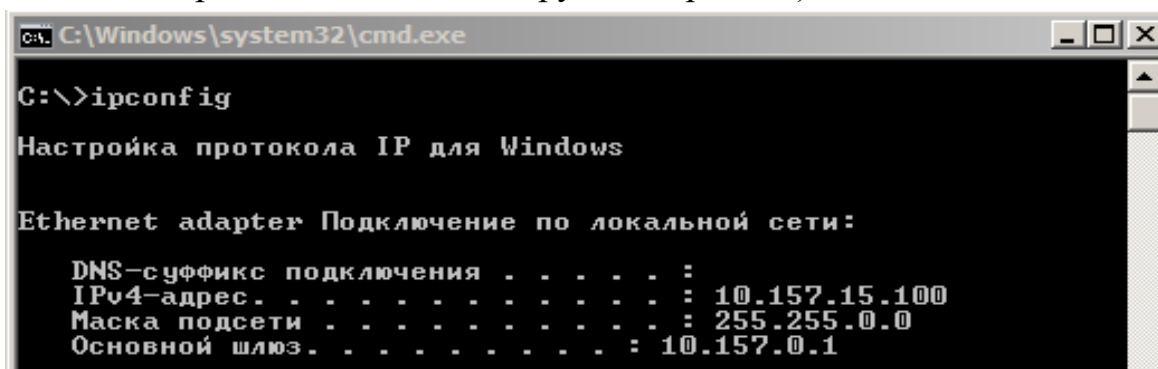 C:\Windows\system32\cmd.exe
C:\>ipconfig
Настройка протокола IP для Windows
Ethernet adapter Подключение по локальной сети:
DNS-суффикс подключения . . . . . :
IPv4-адрес. . . . . . . . . . . . : 10.157.15.100
Маска подсети . . . . . . . . . . : 255.255.0.0
Основной шлюз. . . . . . . . . : 10.157.0.1